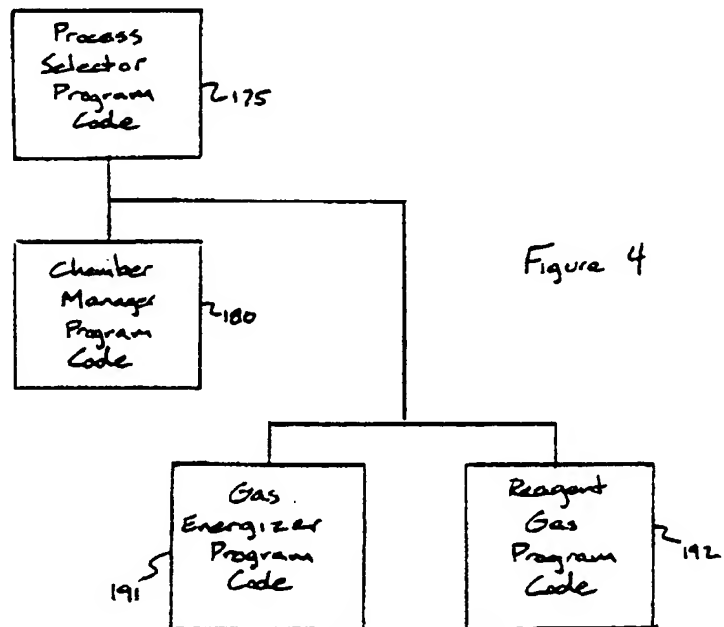 Process
Selector
Program
Code
175
Chamber
Manager
Program
Code
180
Figure 4
Gas
Energizer
Program
Code
191
Reagent
Gas
Program
Code
192